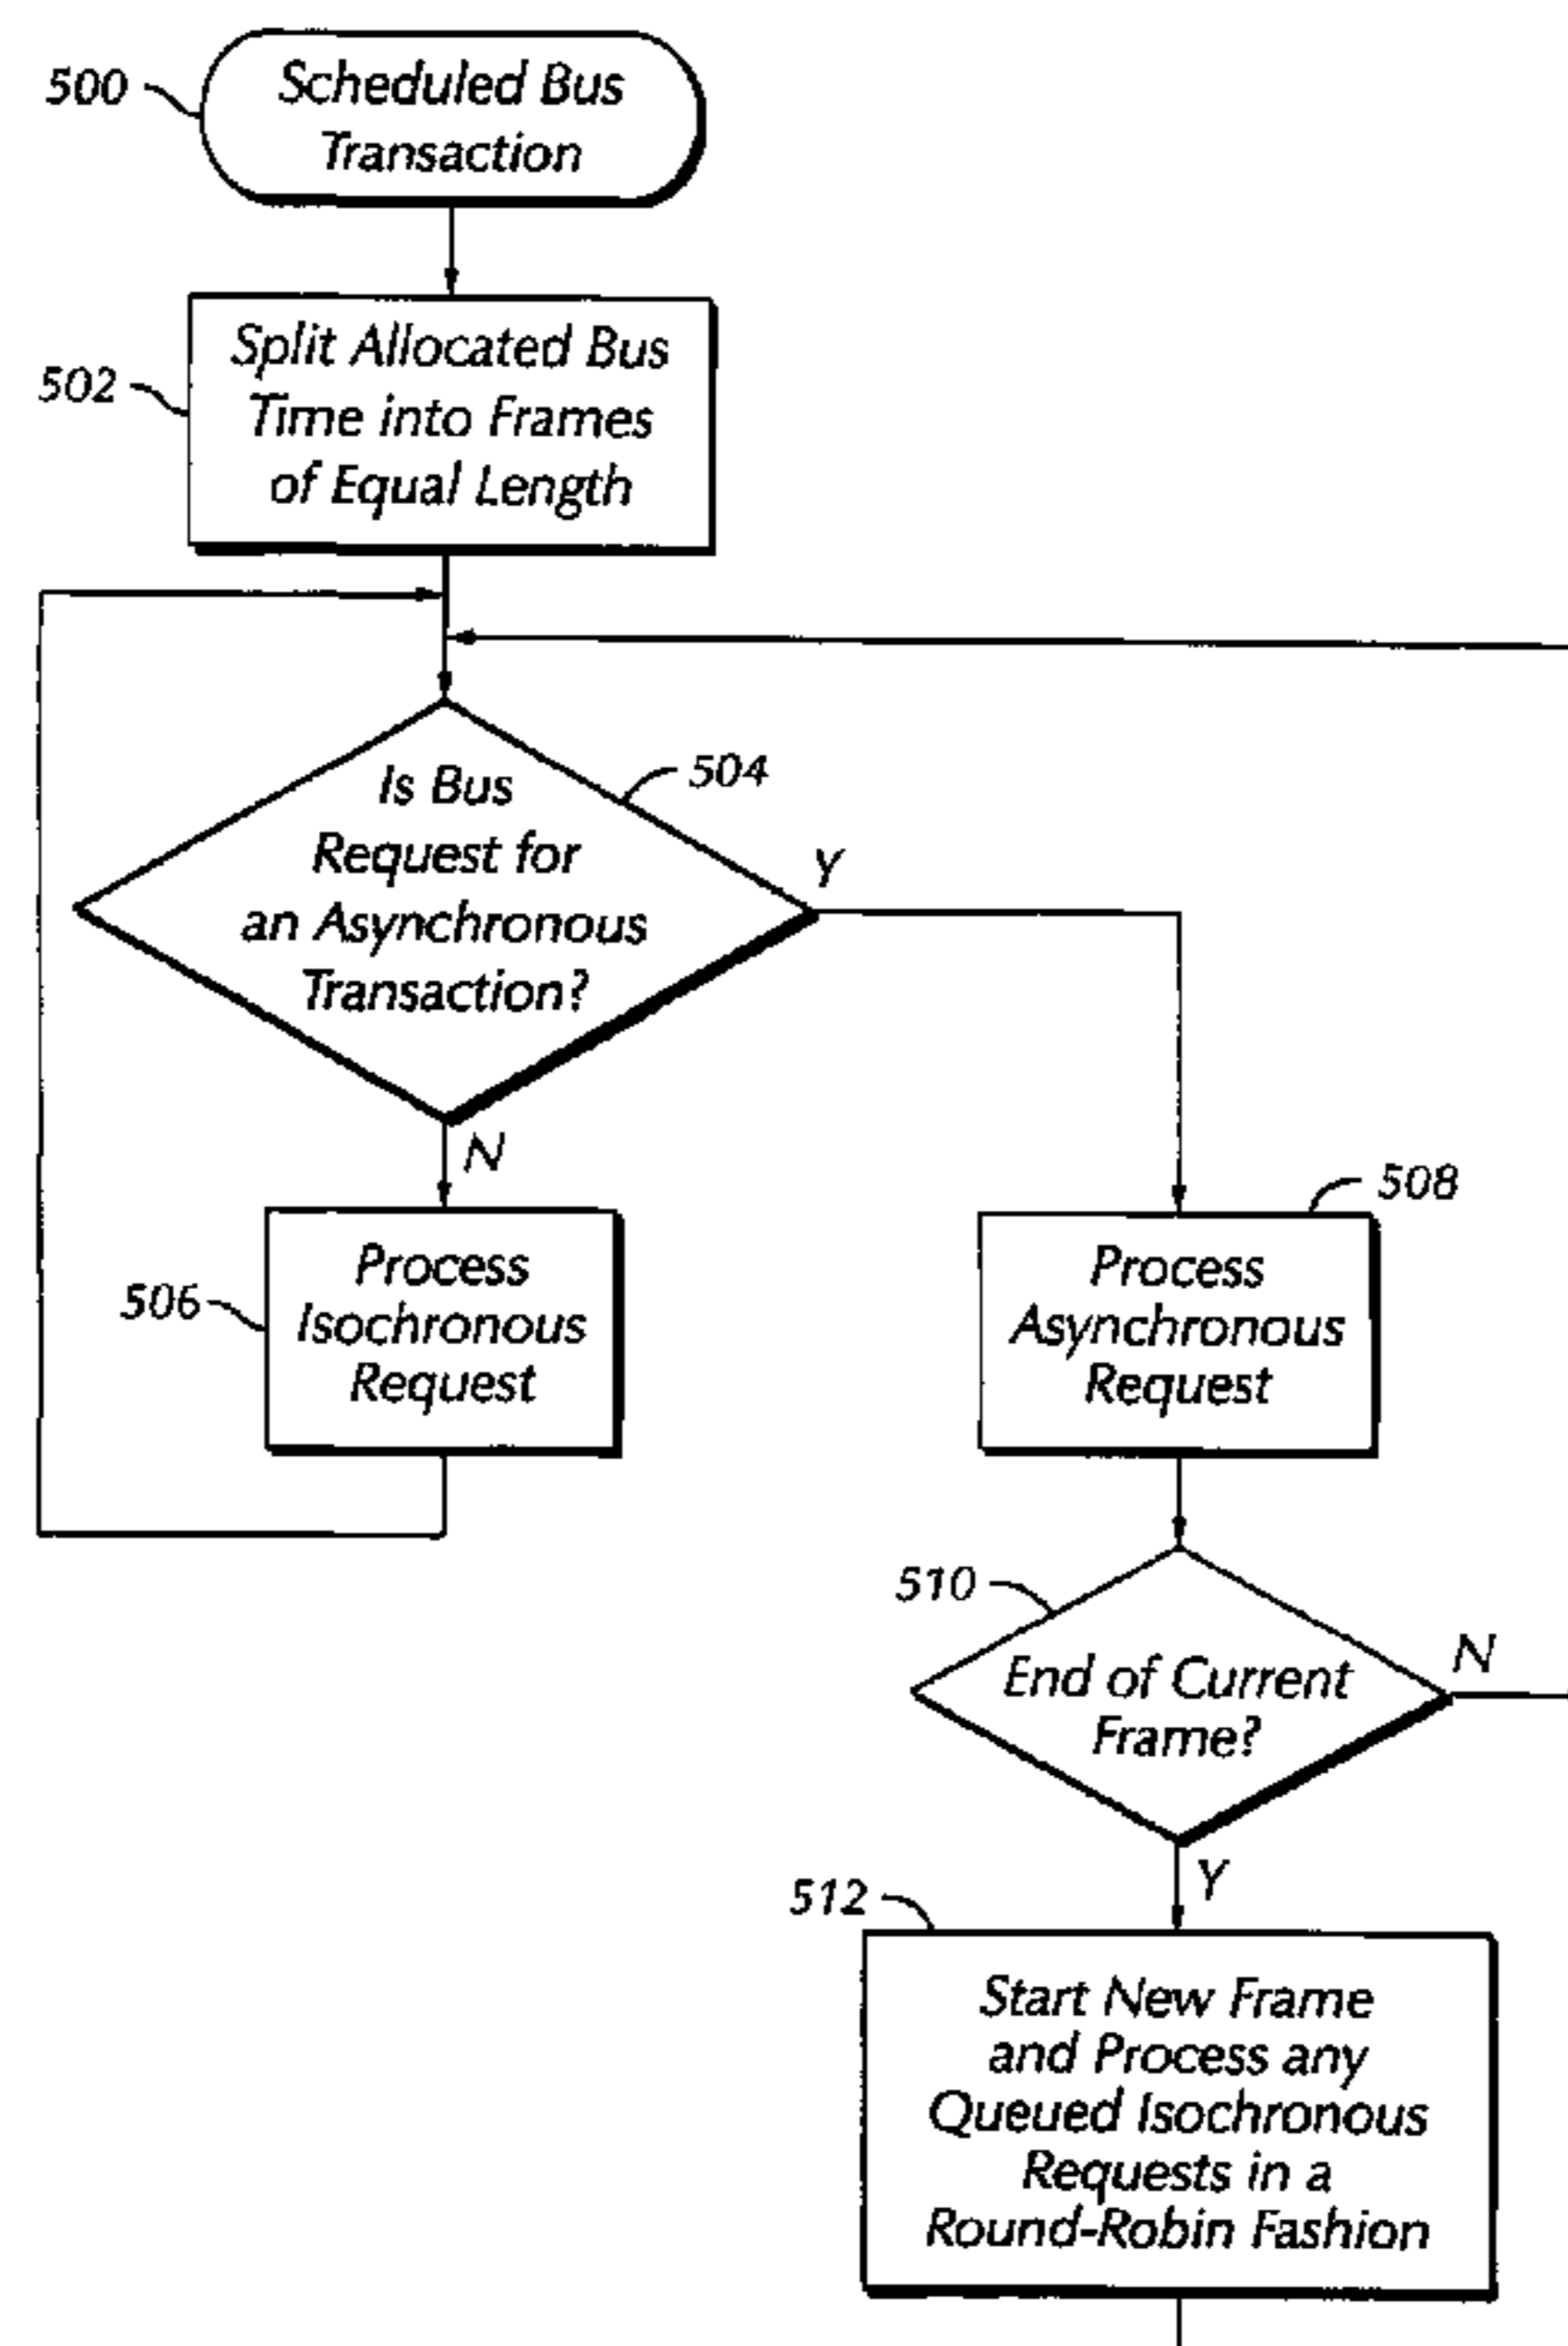 500
Scheduled Bus
Transaction
502
Split Allocated Bus
Time into Frames
of Equal Length
504
Is Bus
Request for
an Asynchronous
Transaction?
Y
N
506
Process
Isochronous
Request
508
Process
Asynchronous
Request
510
End of Current
Frame?
N
Y
512
Start New Frame
and Process any
Queued Isochronous
Requests in a
Round-Robin Fashion